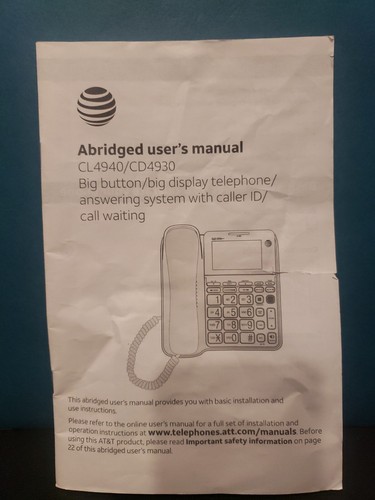 Abridged user's manual
CL4940/CD4930
Big button/big display telephone/
answering system with caller ID/
call waiting
1 2 3
4 5 6
7 8 9
0 #
This abridged user's manual provides you with basic installation and
use instructions.
Please refer to the online user's manual for a full set of installation and
operation instructions at www.telephones.att.com/manuals. Before
using this AT&T product, please read Important safety information on page
22 of this abridged user's manual.